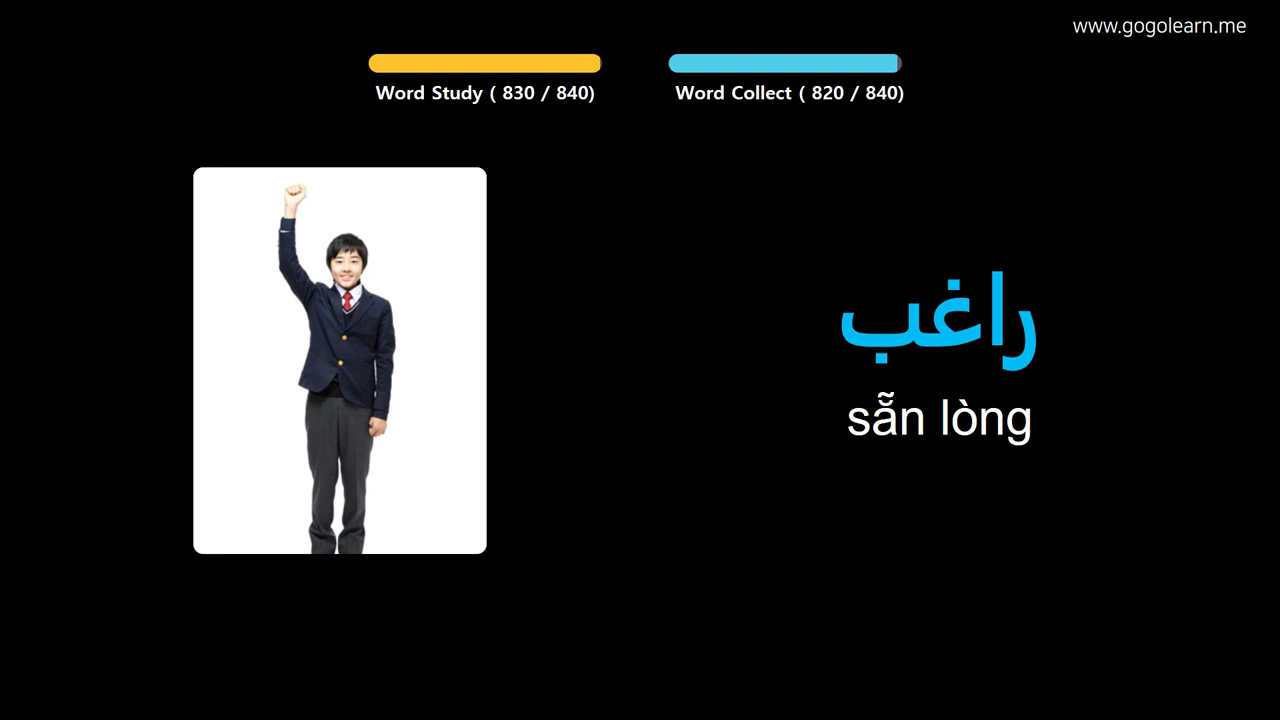 www.gogolearn.me
Word Study ( 830 / 840)
Word Collect ( 820 / 840)
راغب
sẵn lòng